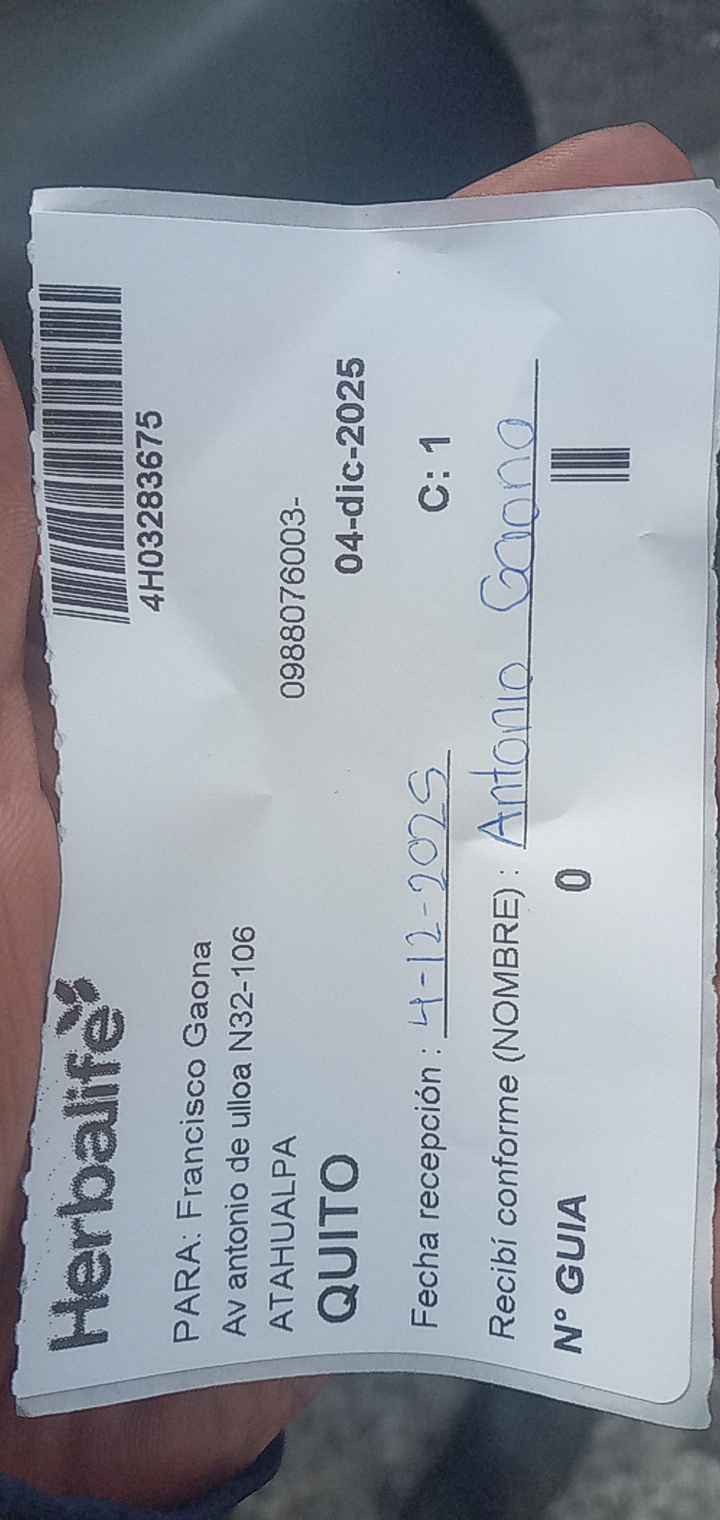 Herbalife
4H03283675
PARA: Francisco Gaona
Av antonio de ulloa N32-106
ATAHUALPA
0988076003-
QUITO
04-dic-2025
Fecha recepción : 4-12-2025
C: 1
Recibí conforme (NOMBRE) : Antonio Gaona
N° GUIA
0